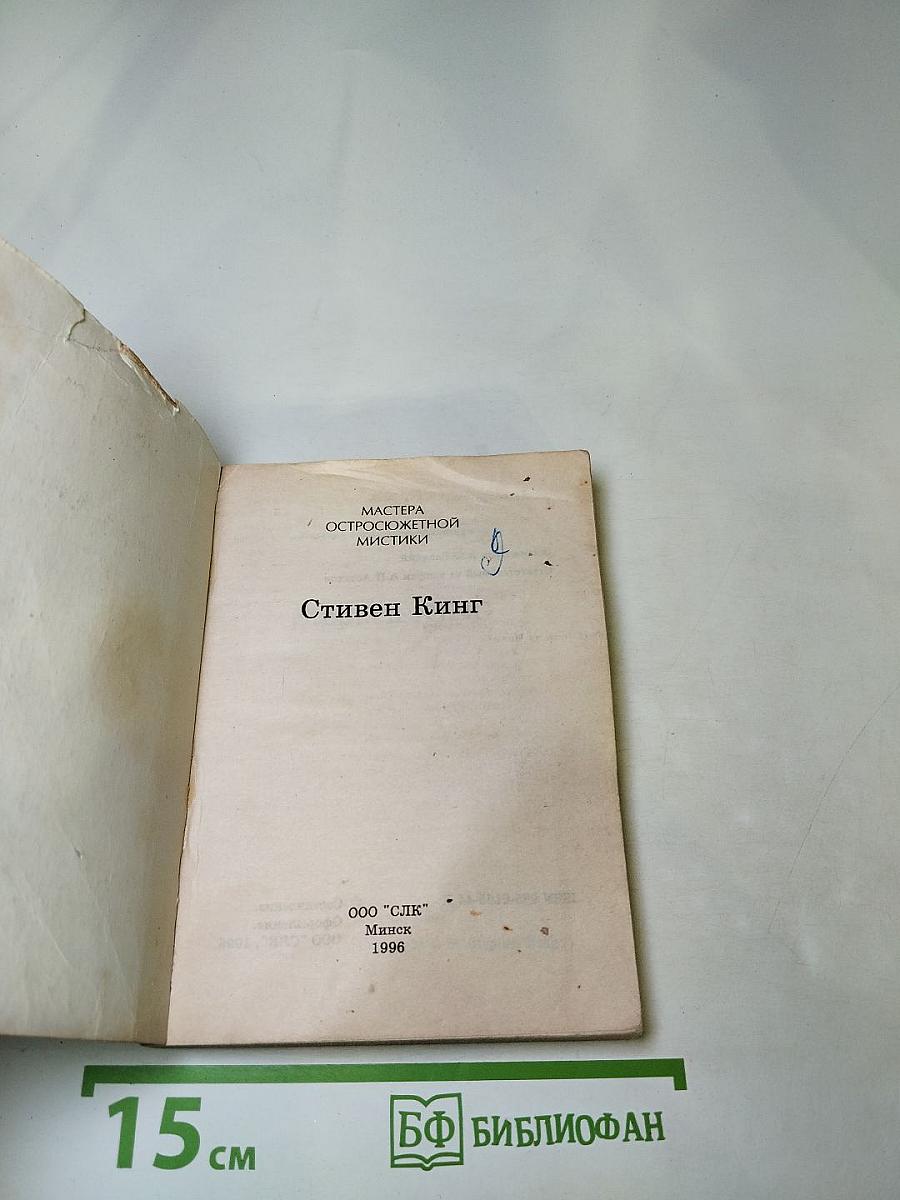 МАСТЕРА
ОСТРОСЮЖЕТНОЙ
МИСТИКИ
Стивен Кинг
ООО "СЛК"
Минск
1996
15 см
БФ БИБЛИОФАН